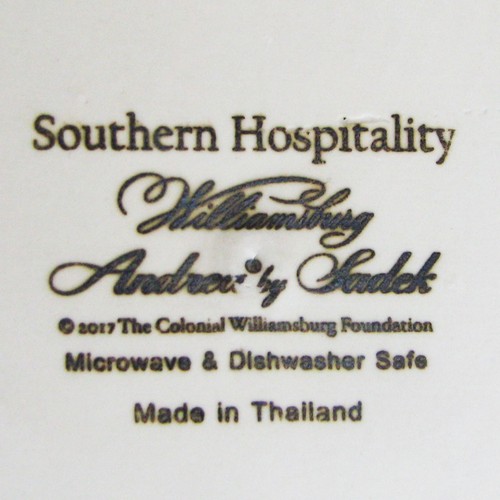 Southern Hospitality
Williamsburg
Andrea® by Sadek
© 2017 The Colonial Williamsburg Foundation
Microwave & Dishwasher Safe
Made in Thailand